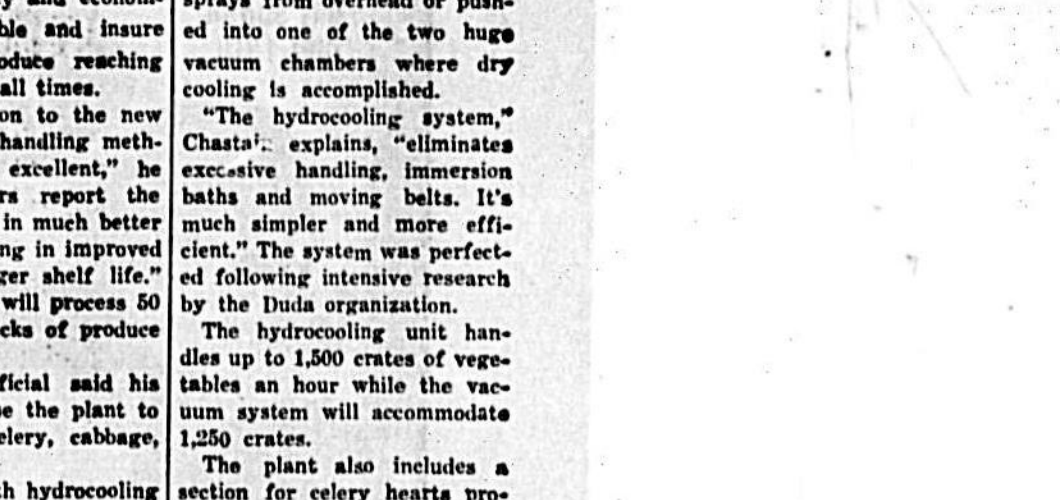 ble and insure
oduce reaching
all times.
on to the new
handling meth-
excellent," he
rs report the
in much better
ng in improved
ger shelf life."
will process 50
cks of produce
ficial said his
e the plant to
elery, cabbage,
h hydrocooling
sprays from overhead or push-
ed into one of the two huge
vacuum chambers where dry
cooling is accomplished.
"The hydrocooling system,"
explains, "eliminates
excessive handling, immersion
baths and moving belts. It's
much simpler and more effi-
cient." The system was perfect-
ed following intensive research
by the Duda organization.
The hydrocooling unit han-
dles up to 1,500 crates of vege-
tables an hour while the vac-
uum system will accommodate
1,250 crates.
The plant also includes a
section for celery hearts pro-